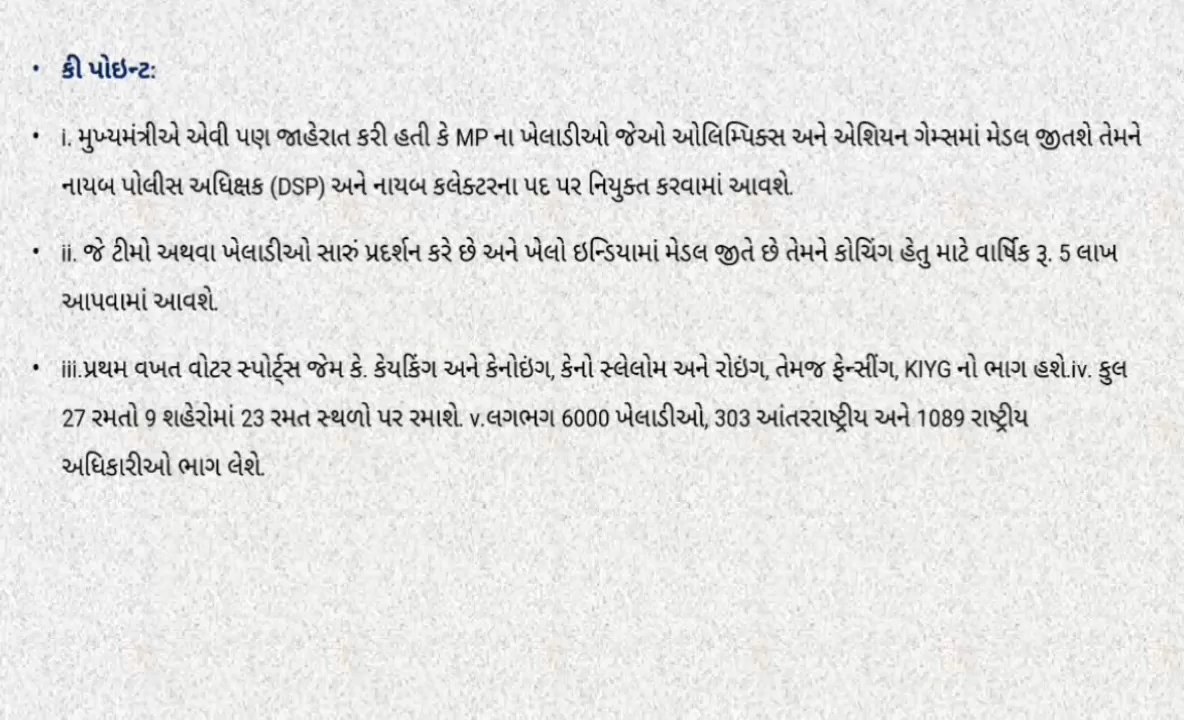 • કી પોઇન્ટ:
• i. મુખ્યમંત્રીએ એવી પણ જાહેરાત કરી હતી કે MP ના ખેલાડીઓ જેઓ ઓલિમ્પિક્સ અને એશિયન ગેમ્સમાં મેડલ જીતશે તેમને
નાયબ પોલીસ અધિક્ષક (DSP) અને નાયબ કલેક્ટરના પદ પર નિયુક્ત કરવામાં આવશે.
• ii. જે ટીમો અથવા ખેલાડીઓ સારું પ્રદર્શન કરે છે અને ખેલો ઇન્ડિયામાં મેડલ જીતે છે તેમને કોચિંગ હેતુ માટે વાર્ષિક રૂ. 5 લાખ
આપવામાં આવશે.
• iii.પ્રથમ વખત વોટર સ્પોર્ટ્સ જેમ કે. કેયકિંગ અને કેનોઇંગ, કેનો સ્લેલોમ અને રોઇંગ, તેમજ ફેન્સીંગ, KIYG નો ભાગ હશે.iv. કુલ
27 રમતો 9 શહેરોમાં 23 રમત સ્થળો પર રમાશે. v.લગભગ 6000 ખેલાડીઓ, 303 આંતરરાષ્ટ્રીય અને 1089 રાષ્ટ્રીય
અધિકારીઓ ભાગ લેશે.